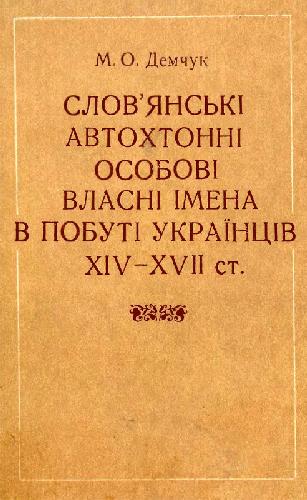 М. О. Демчук
СЛОВ’ЯНСЬКІ
АВТОХТОННІ
ОСОБОВІ
ВЛАСНІ ІМЕНА
В ПОБУТІ УКРАЇНЦІВ
XIV–XVII ст.